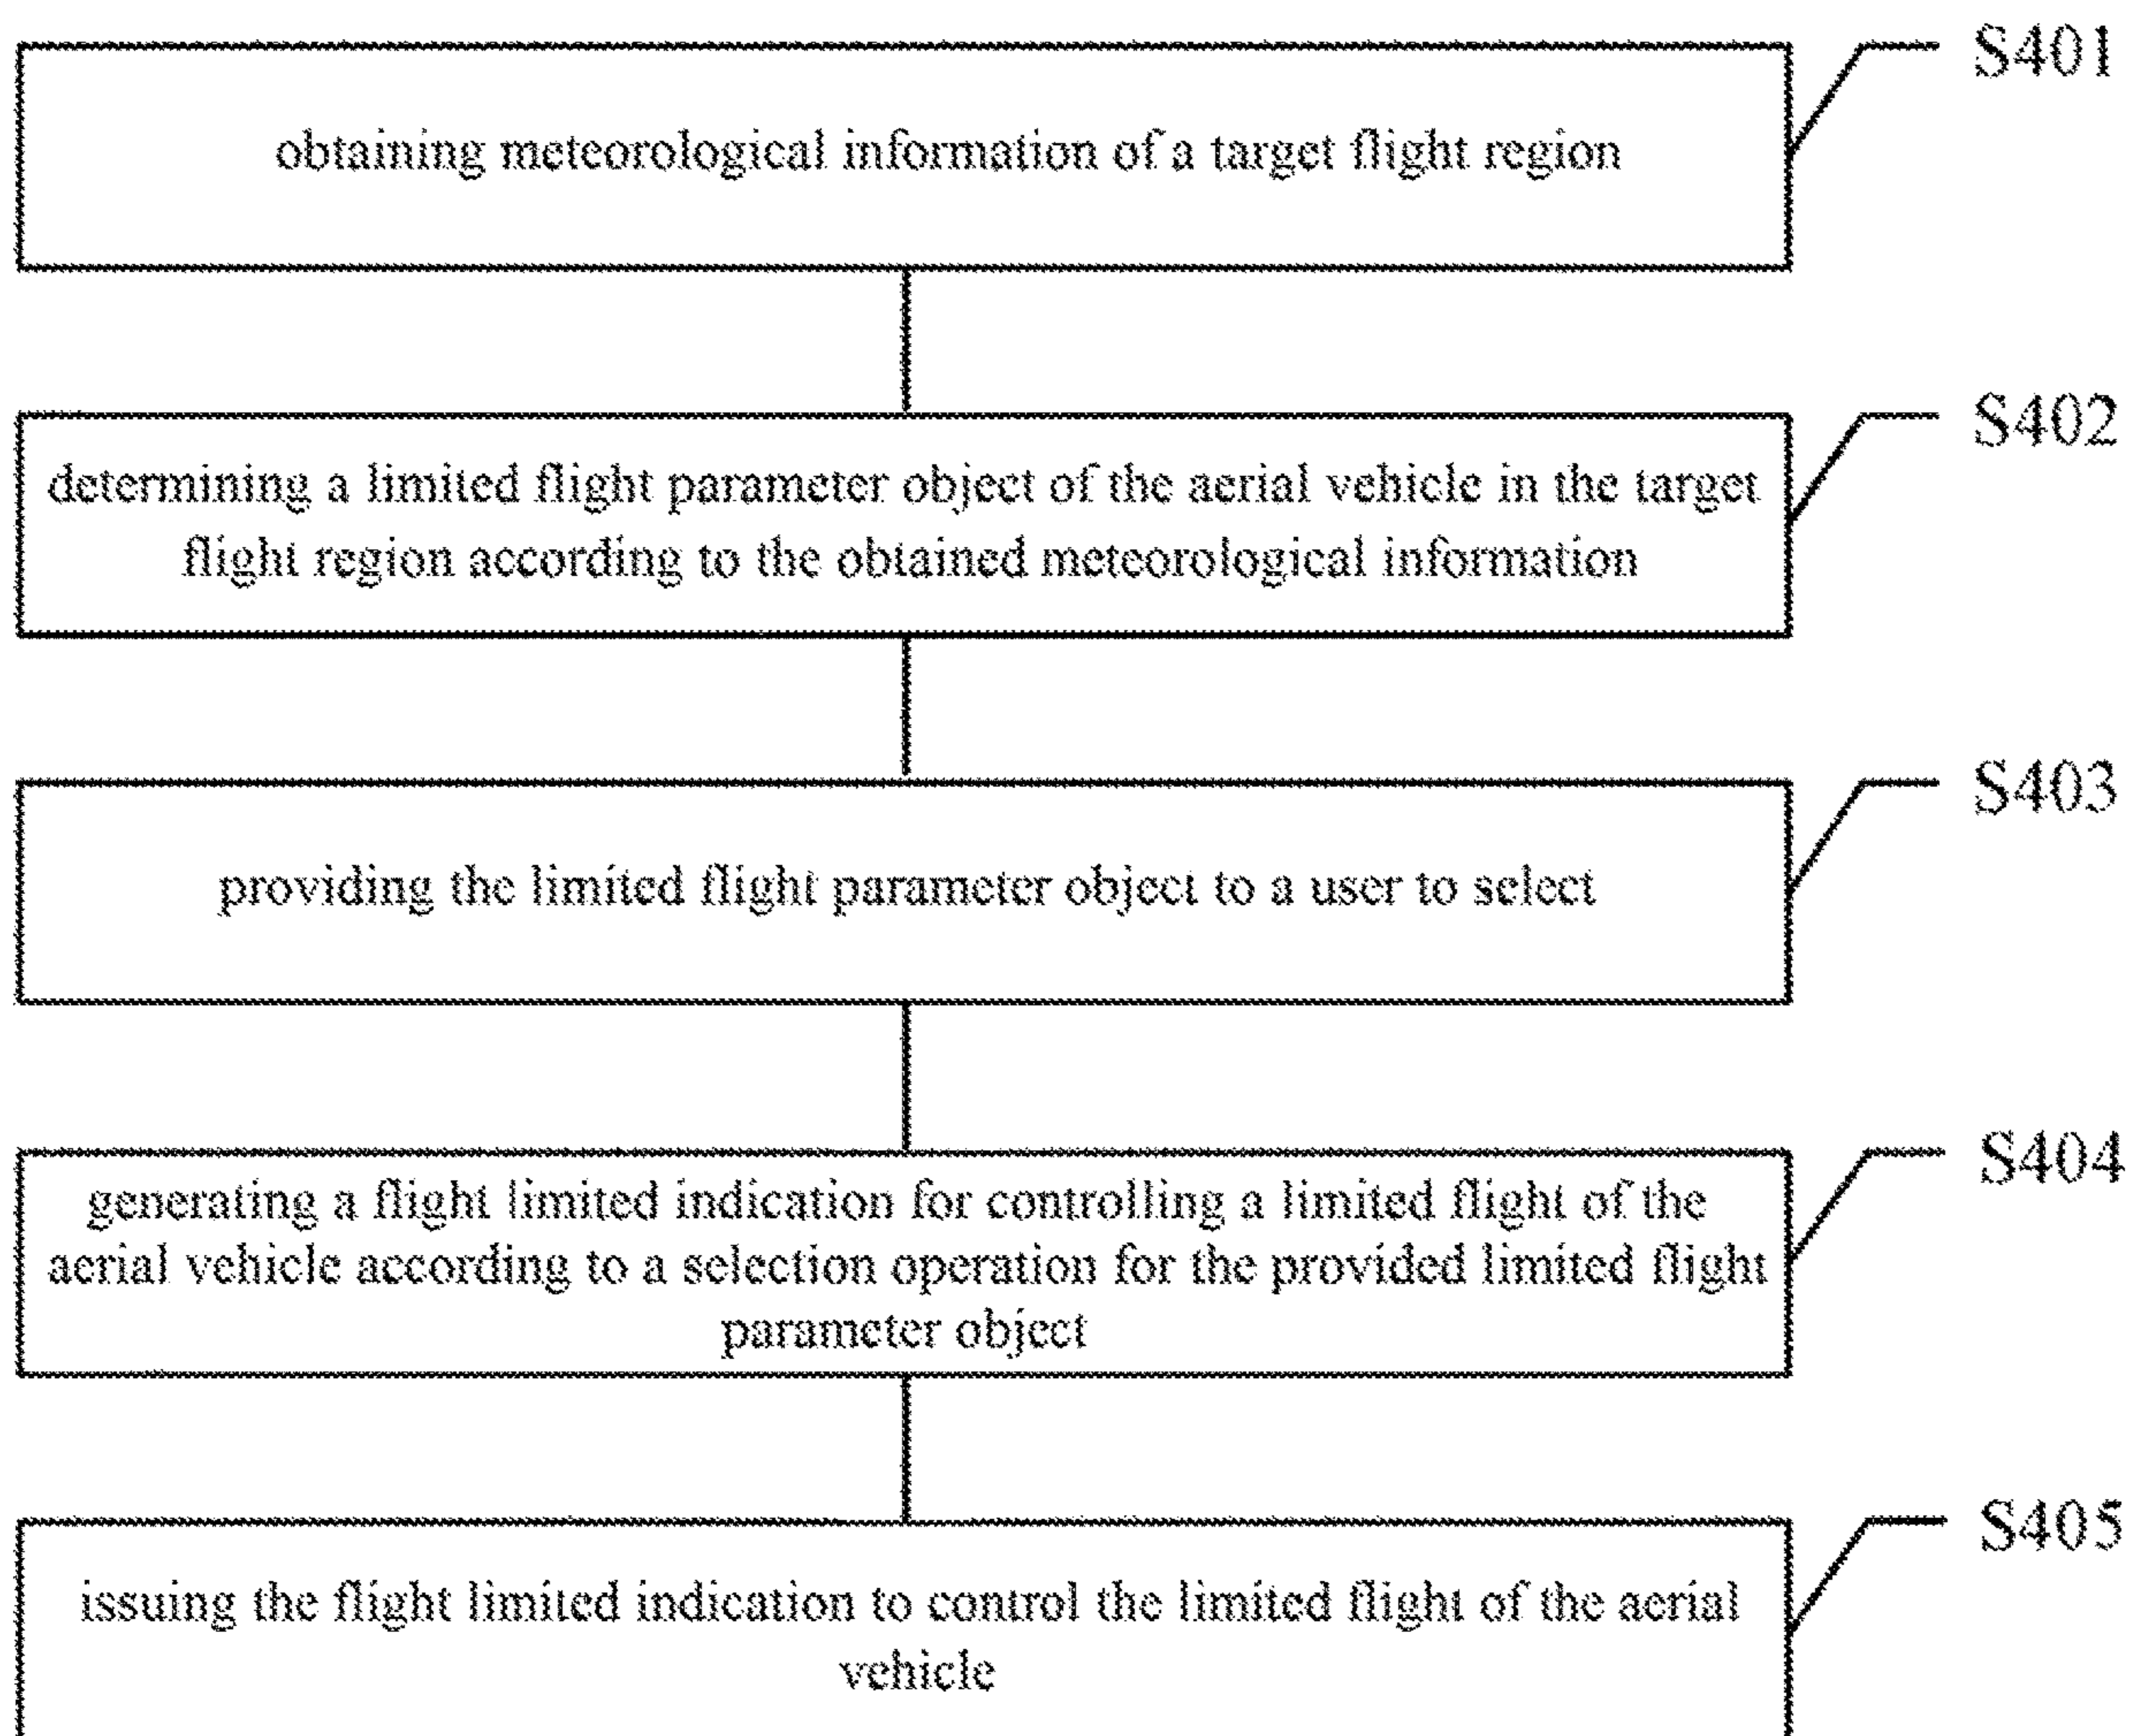 S401
obtaining meteorological information of a target flight region
S402
determining a limited flight parameter object of the aerial vehicle in the target
flight region according to the obtained meteorological information
S403
providing the limited flight parameter object to a user to select
S404
generating a flight limited indication for controlling a limited flight of the
aerial vehicle according to a selection operation for the provided limited flight
parameter object
S405
issuing the flight limited indication to control the limited flight of the aerial
vehicle